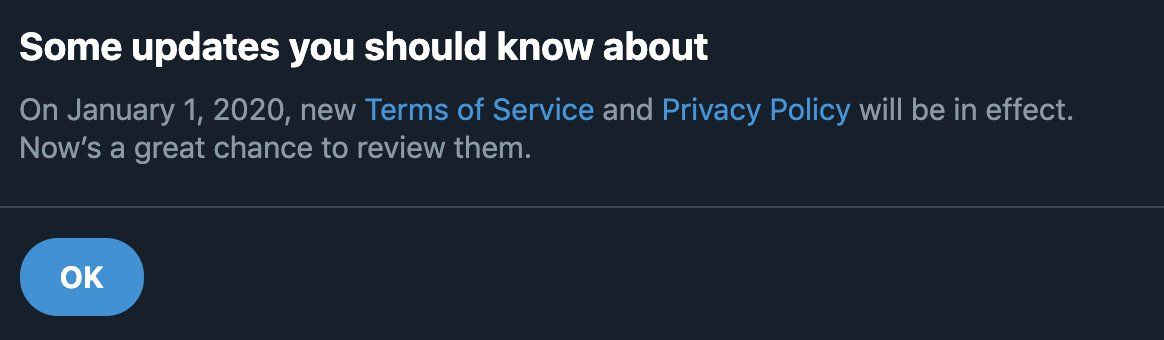 Some updates you should know about
On January 1, 2020, new Terms of Service and Privacy Policy will be in effect.
Now’s a great chance to review them.
OK